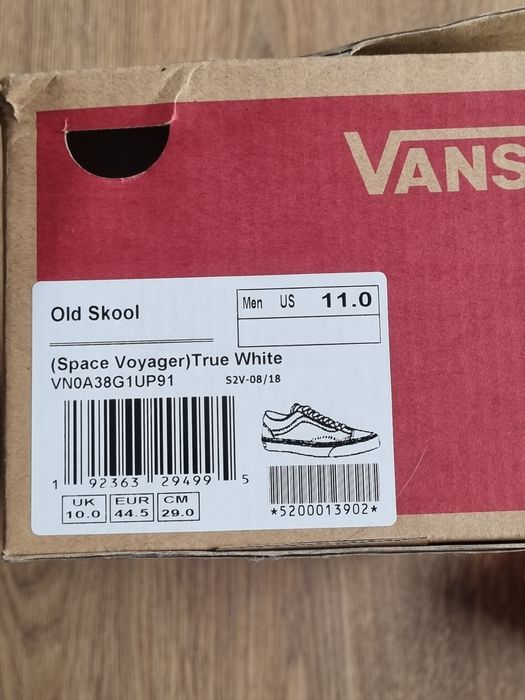 VANS
Old Skool
Men US 11.0
(Space Voyager)True White
VN0A38G1UP91 S2V-08/18
1 92363 29499 5
UK EUR CM
10.0 44.5 29.0
*5200013902*